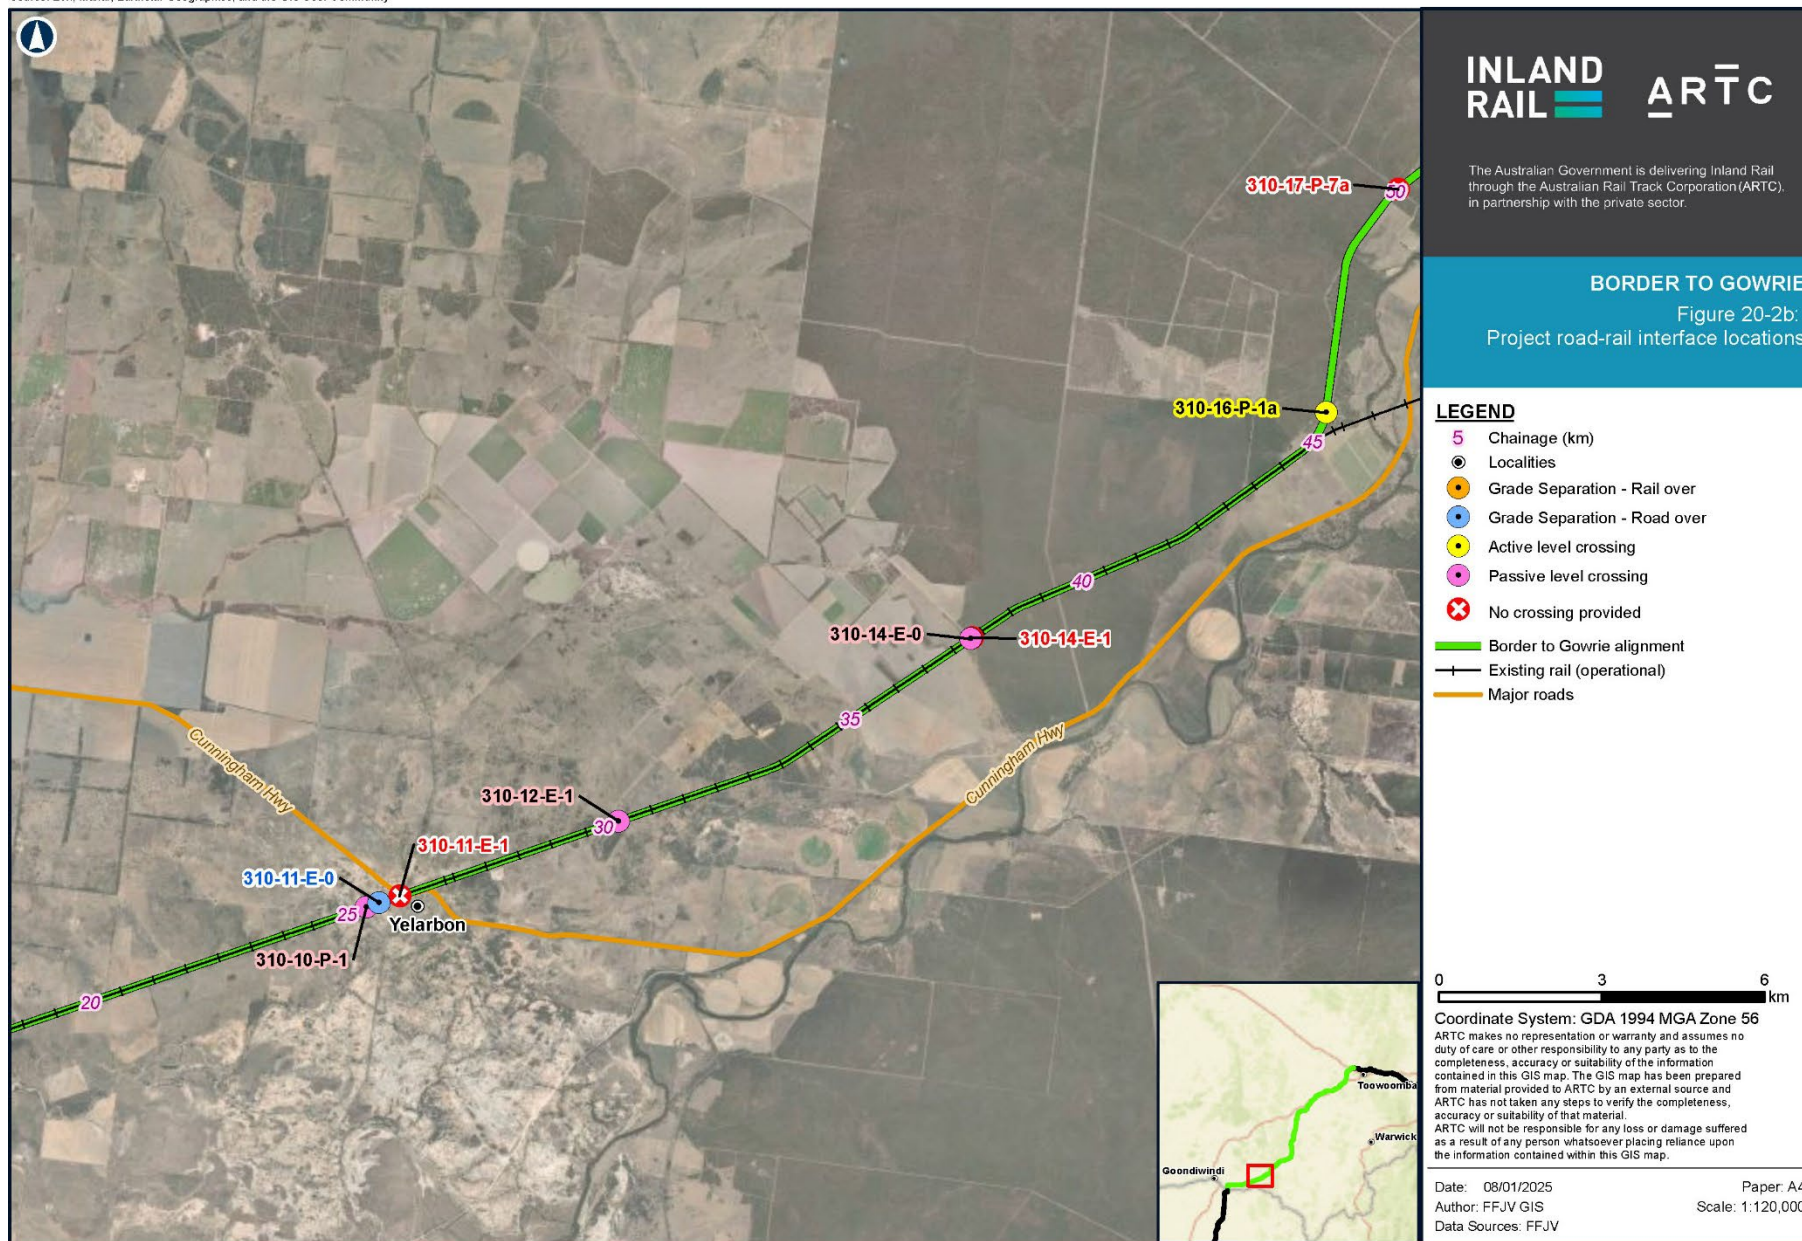 INLAND
RAIL
ARTC
The Australian Government is delivering Inland Rail
through the Australian Rail Track Corporation (ARTC),
in partnership with the private sector.
BORDER TO GOWRIE
Figure 20-2b:
Project road-rail interface locations
LEGEND
5 Chainage (km)
Localities
Grade Separation - Rail over
Grade Separation - Road over
Active level crossing
Passive level crossing
No crossing provided
Border to Gowrie alignment
Existing rail (operational)
Major roads
310-17-P-7a
50
310-16-P-1a
45
40
310-14-E-0
310-14-E-1
35
Cunningham Hwy
Cunningham Hwy
310-12-E-1
30
310-11-E-1
310-11-E-0
25
Yelarbon
310-10-P-1
20
Toowoomba
Warwick
Goondiwindi
0 3 6
km
Coordinate System: GDA 1994 MGA Zone 56
ARTC makes no representation or warranty and assumes no
duty of care or other responsibility to any party as to the
completeness, accuracy or suitability of the information
contained in this GIS map. The GIS map has been prepared
from material provided to ARTC by an external source and
ARTC has not taken any steps to verify the completeness,
accuracy or suitability of that material.
ARTC will not be responsible for any loss or damage suffered
as a result of any person whatsoever placing reliance upon
the information contained within this GIS map.
Date: 08/01/2025 Paper: A4
Author: FFJV GIS Scale: 1:120,000
Data Sources: FFJV